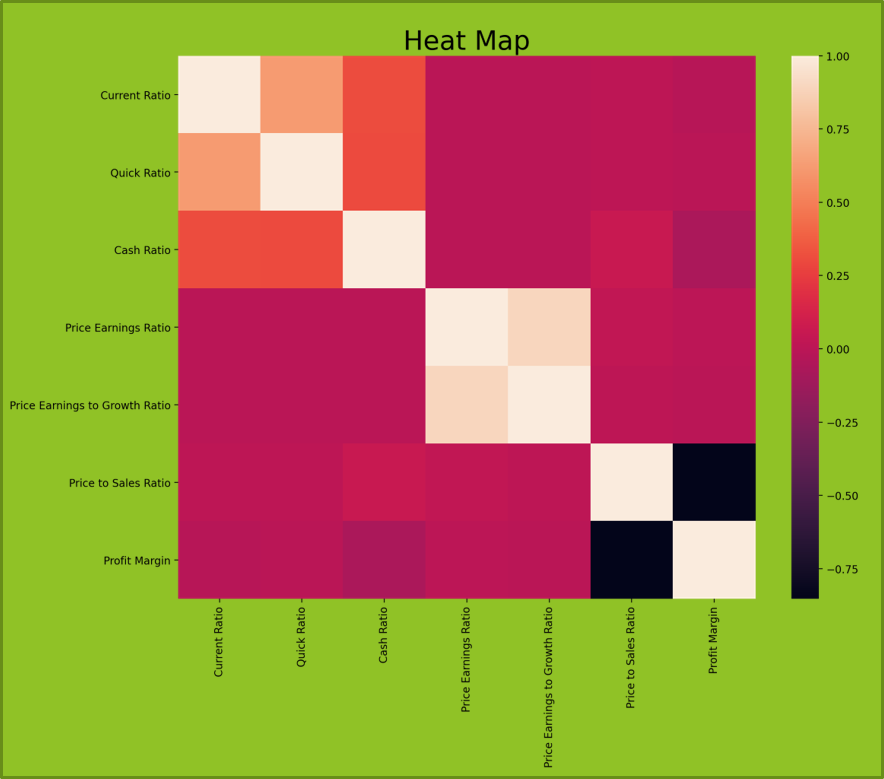 Heat Map
Current Ratio
Quick Ratio
Cash Ratio
Price Earnings Ratio
Price Earnings to Growth Ratio
Price to Sales Ratio
Profit Margin
Current Ratio
Quick Ratio
Cash Ratio
Price Earnings Ratio
Price Earnings to Growth Ratio
Price to Sales Ratio
Profit Margin
1.00
0.75
0.50
0.25
0.00
−0.25
−0.50
−0.75